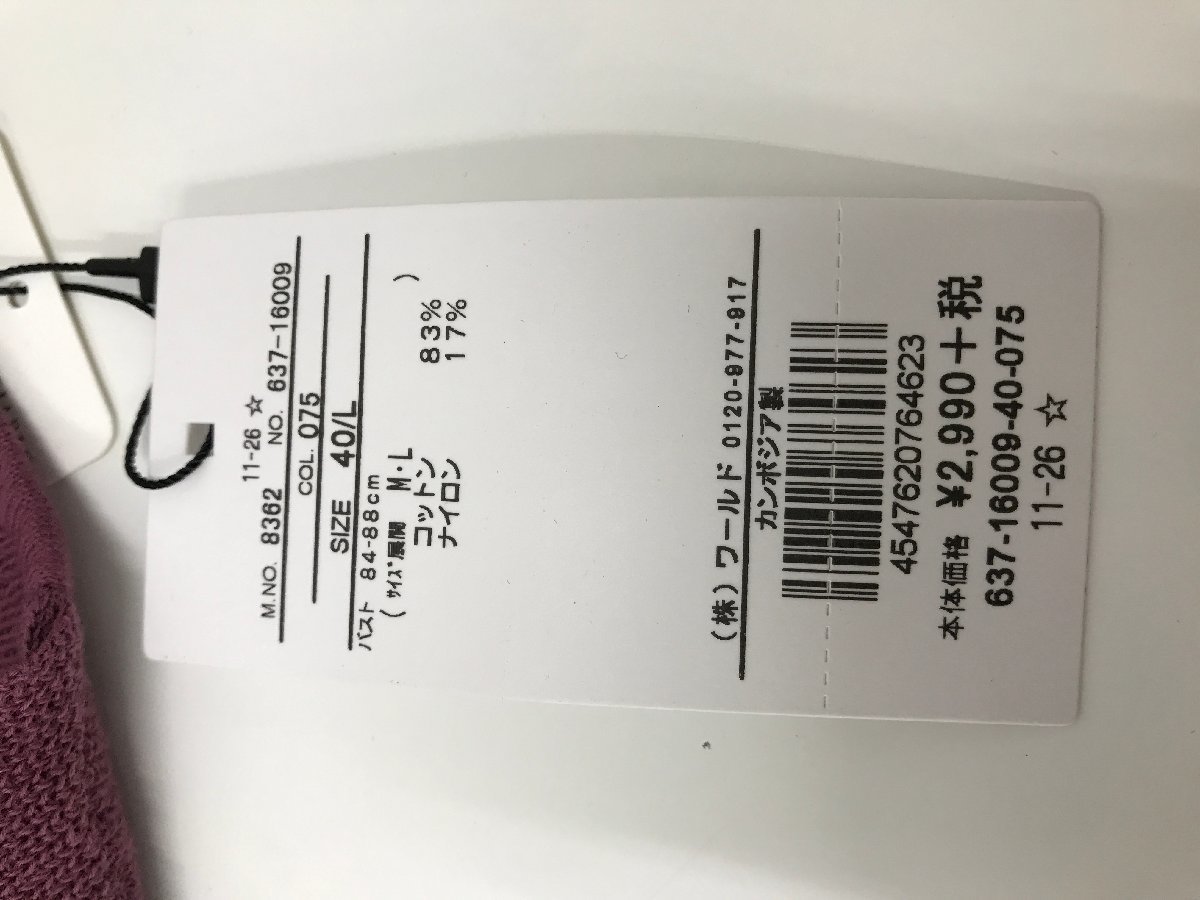 11-26 ☆
M.NO. 8362 NO. 637-16009
COL. 075
SIZE 40/L
バスト 84-88cm
( サイズ展開 M・L )
コットン 83%
ナイロン 17%
(株)ワールド 0120-977-917
カンボジア製
4547620764623
本体価格 ¥2,990+税
637-16009-40-075
11-26 ☆